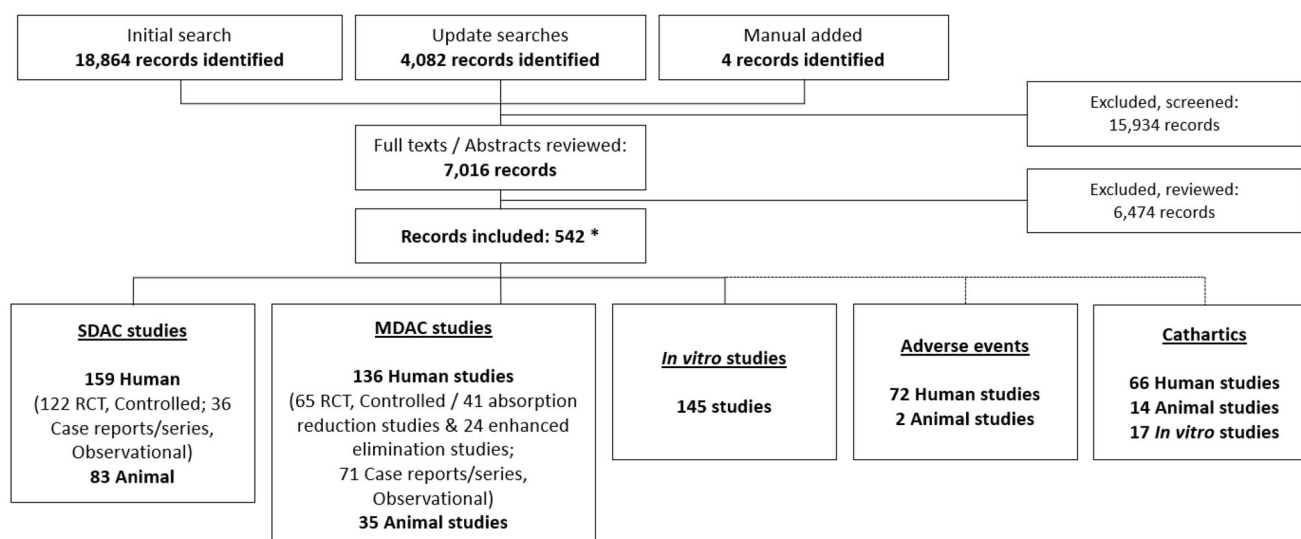 Initial search
18,864 records identified
Update searches
4,082 records identified
Manual added
4 records identified
Excluded, screened:
15,934 records
Full texts / Abstracts reviewed:
7,016 records
Excluded, reviewed:
6,474 records
Records included: 542 *
SDAC studies
159 Human
(122 RCT, Controlled; 36
Case reports/series,
Observational)
83 Animal
MDAC studies
136 Human studies
(65 RCT, Controlled / 41 absorption
reduction studies & 24 enhanced
elimination studies;
71 Case reports/series,
Observational)
35 Animal studies
In vitro studies
145 studies
Adverse events
72 Human studies
2 Animal studies
Cathartics
66 Human studies
14 Animal studies
17 In vitro studies